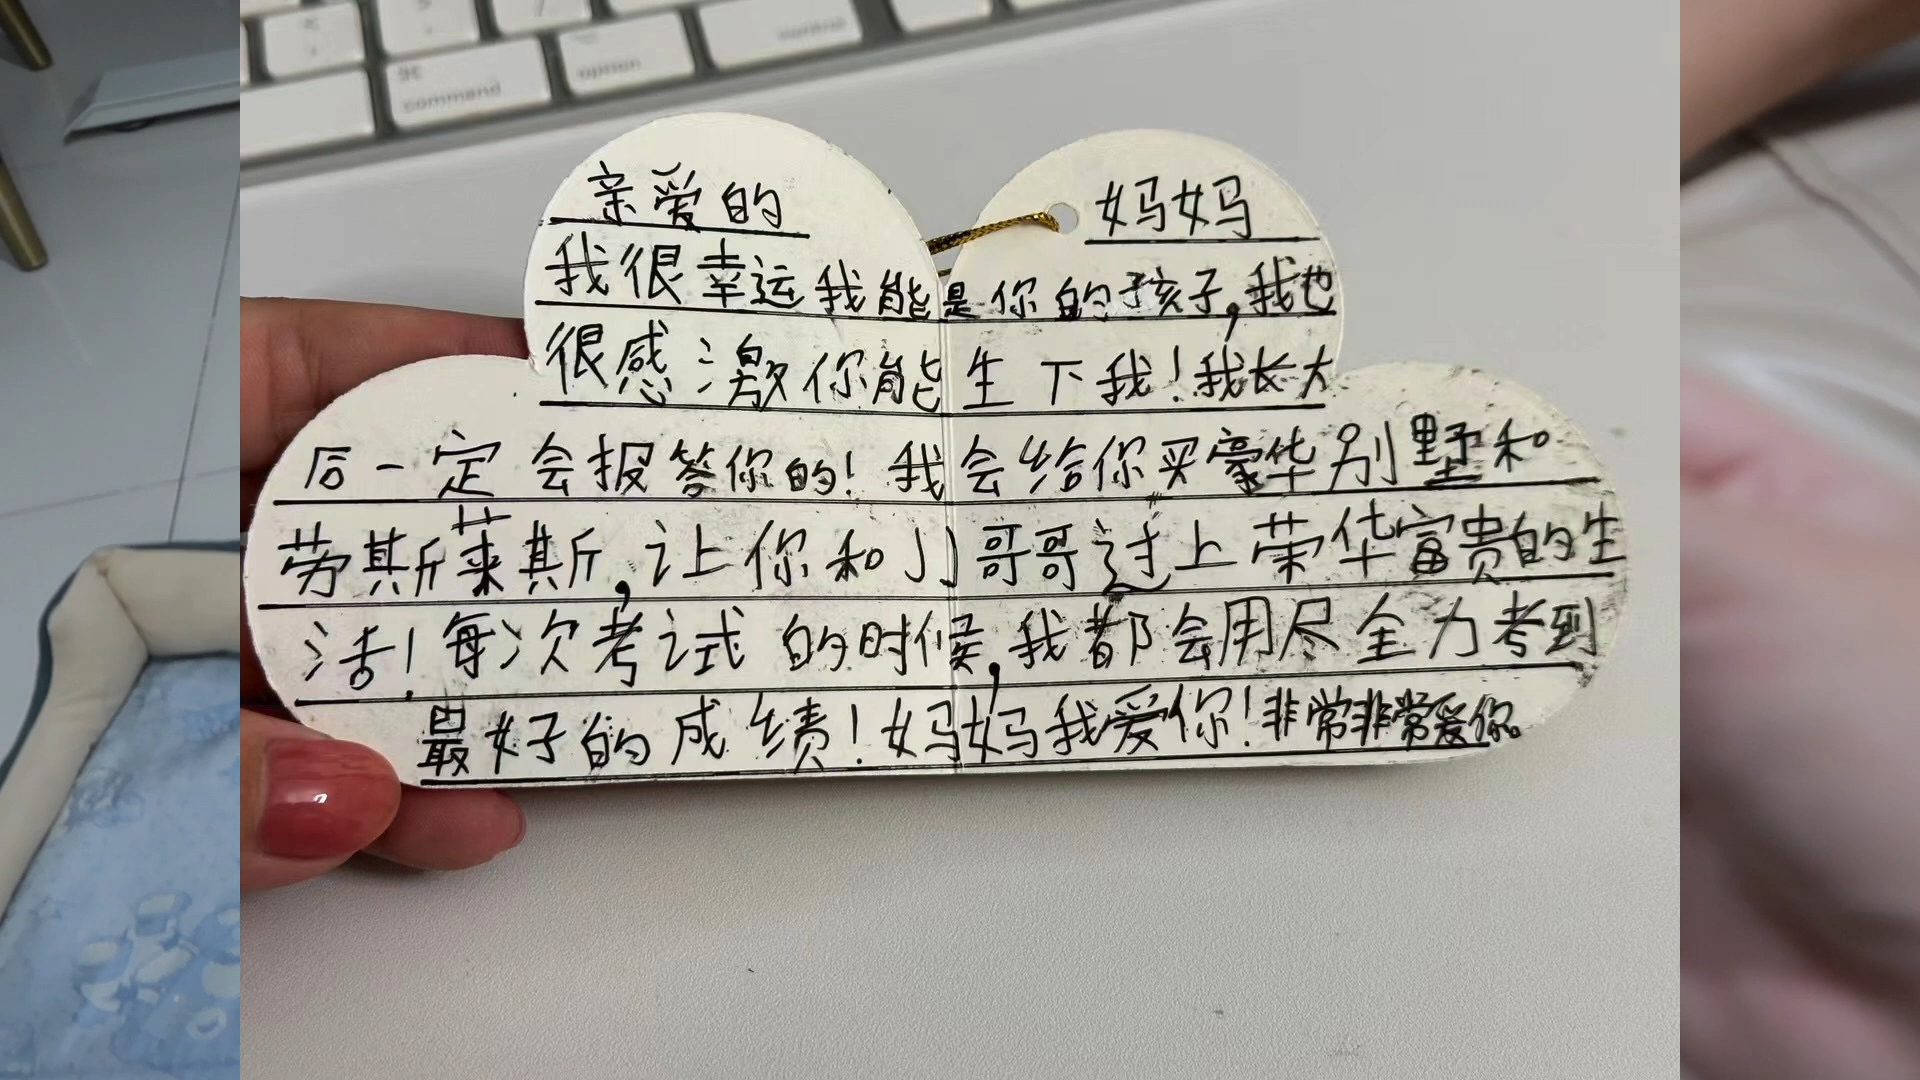 control
option
⌘
command
亲爱的 妈妈
我很幸运我能是你的孩子,我也
很感激你能生下我!我长大
后一定会报答你的!我会给你买豪华别墅和
劳斯莱斯,让你和小哥哥过上荣华富贵的生
活!每次考试的时候,我都会用尽全力考到
最好的成绩!妈妈我爱你!非常非常爱你。